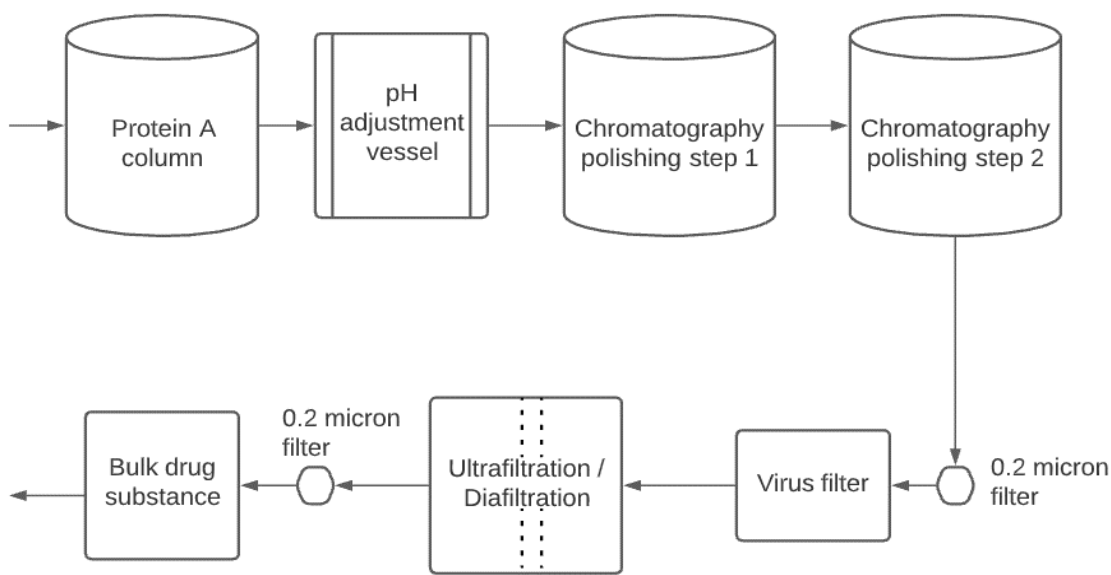 Protein A
column
pH
adjustment
vessel
Chromatography
polishing step 1
Chromatography
polishing step 2
0.2 micron
filter
Virus filter
Ultrafiltration /
Diafiltration
0.2 micron
filter
Bulk drug
substance